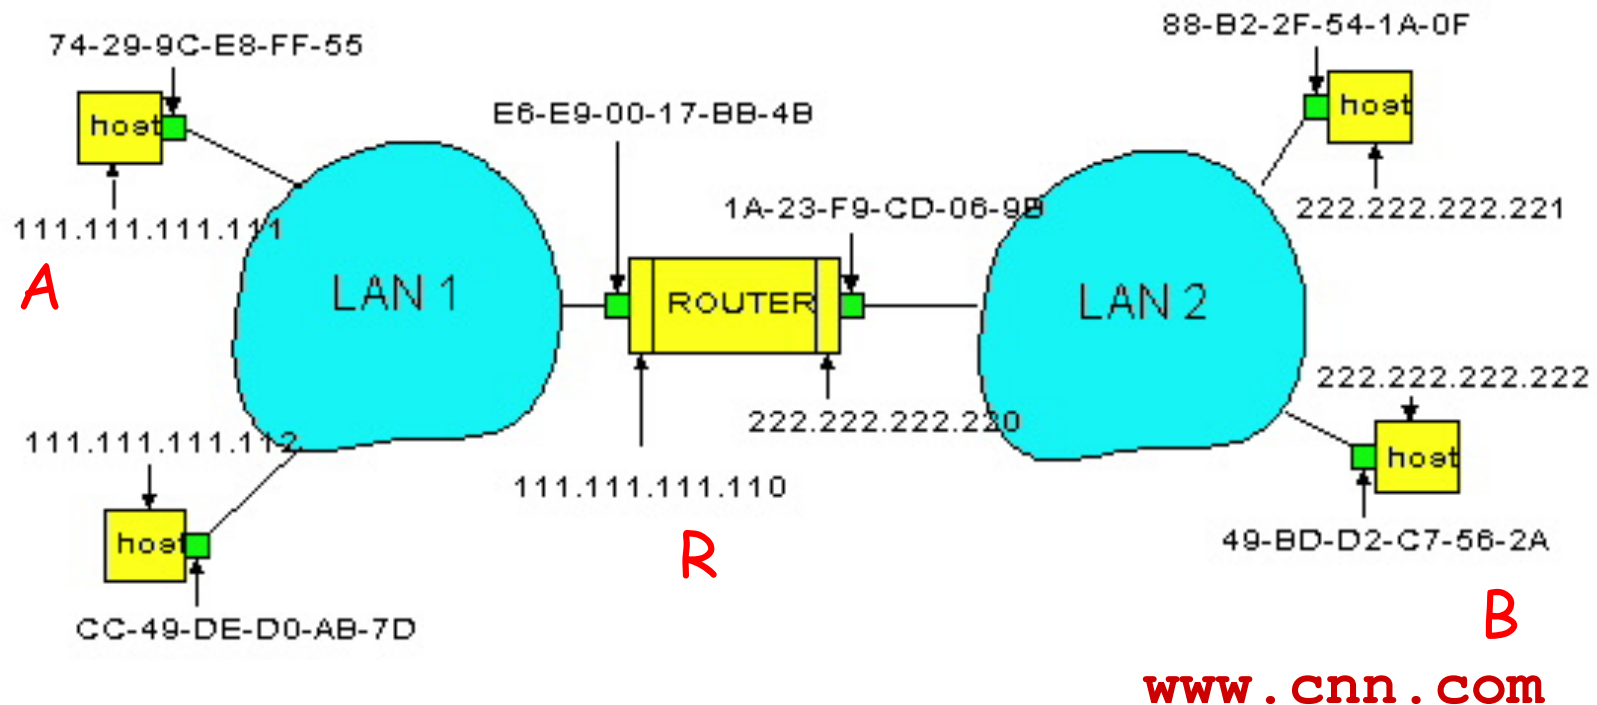 88-B2-2F-54-1A-0F
74-29-9C-E8-FF-55
host
E6-E9-00-17-BB-4B
host
111.111.111.111
1A-23-F9-CD-06-9B
222.222.222.221
A
LAN 1
ROUTER
LAN 2
222.222.222.222
111.111.111.112
222.222.222.220
host
111.111.111.110
host
R
49-BD-D2-C7-56-2A
CC-49-DE-D0-AB-7D
B
www.cnn.com